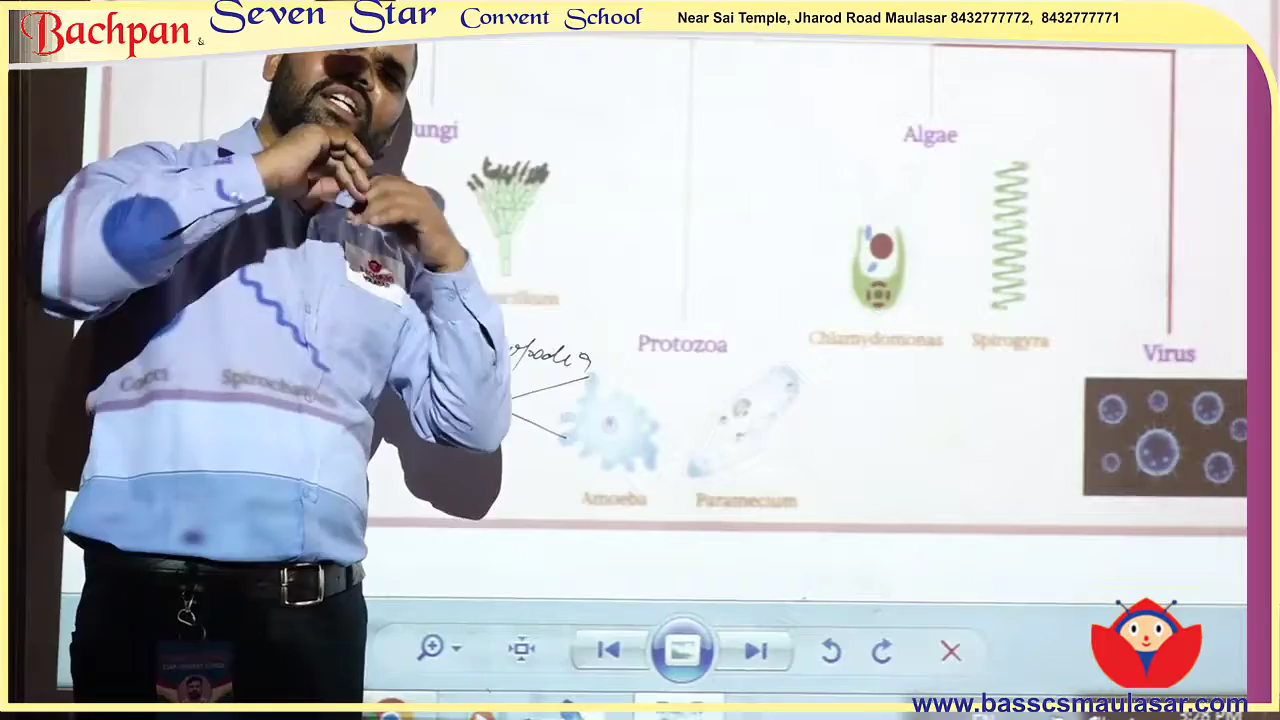 Bachpan & Seven Star Convent School
Near Sai Temple, Jharod Road Maulasar 8432777772, 8432777771
ungi
Algae
Chlamydomonas
Spirogyra
Protozoa
Virus
Cocci
Amoeba
Paramecium
www.basscsmaulasar.com